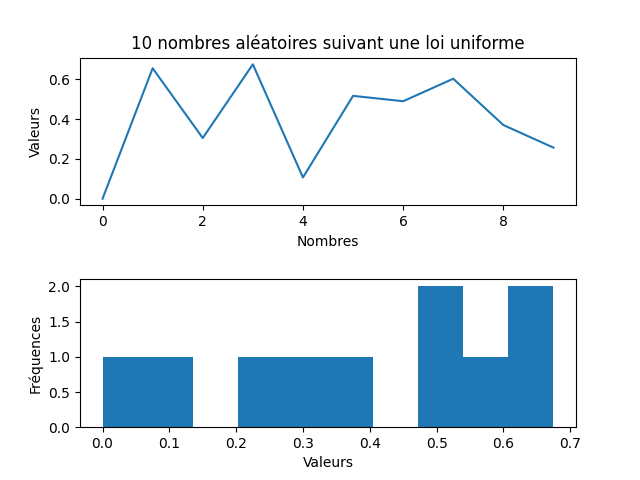 10 nombres aléatoires suivant une loi uniforme
Valeurs
0.6
0.4
0.2
0.0
0 2 4 6 8
Nombres
Fréquences
2.0
1.5
1.0
0.5
0.0
0.0 0.1 0.2 0.3 0.4 0.5 0.6 0.7
Valeurs